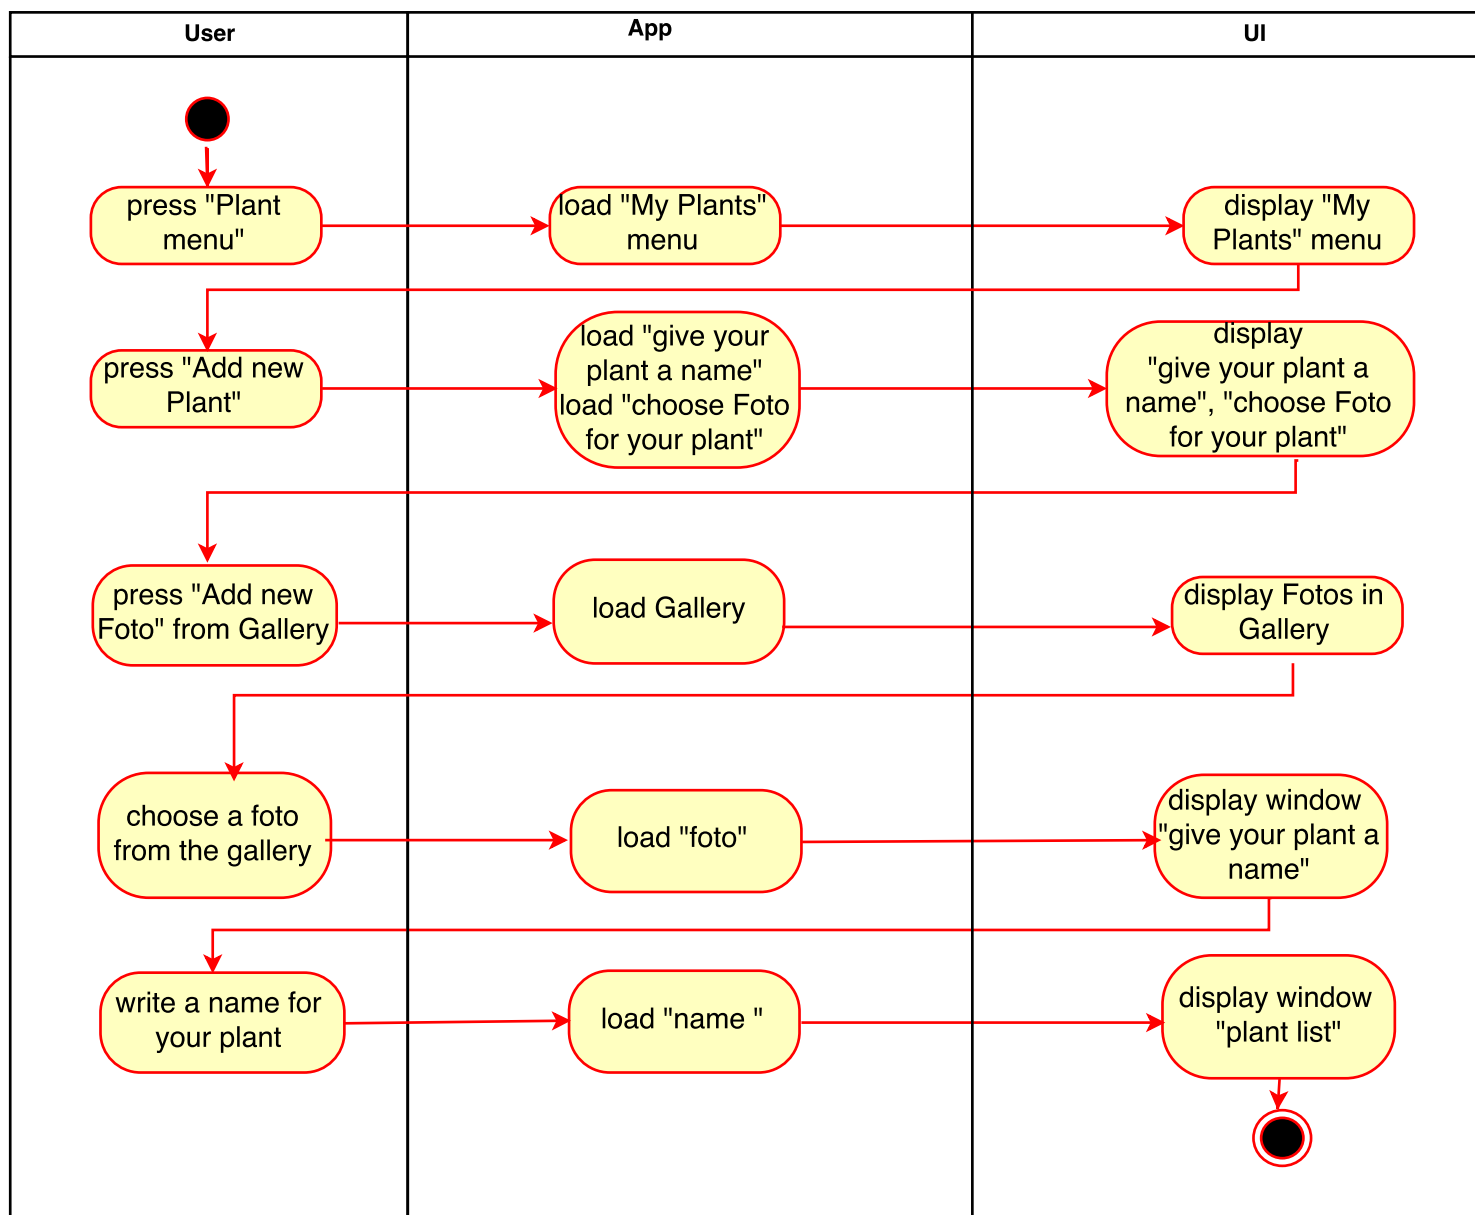 User
App
UI
press "Plant
menu"
load "My Plants"
menu
display "My
Plants" menu
press "Add new
Plant"
load "give your
plant a name"
load "choose Foto
for your plant"
display
"give your plant a
name", "choose Foto
for your plant"
press "Add new
Foto" from Gallery
load Gallery
display Fotos in
Gallery
choose a foto
from the gallery
load "foto"
display window
"give your plant a
name"
write a name for
your plant
load "name "
display window
"plant list"